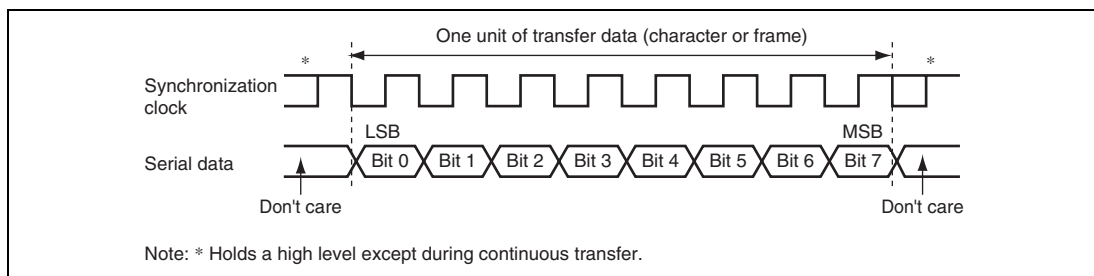 One unit of transfer data (character or frame)
* *
Synchronization
clock
LSB MSB
Serial data Bit 0 Bit 1 Bit 2 Bit 3 Bit 4 Bit 5 Bit 6 Bit 7
Don't care Don't care
Note: * Holds a high level except during continuous transfer.